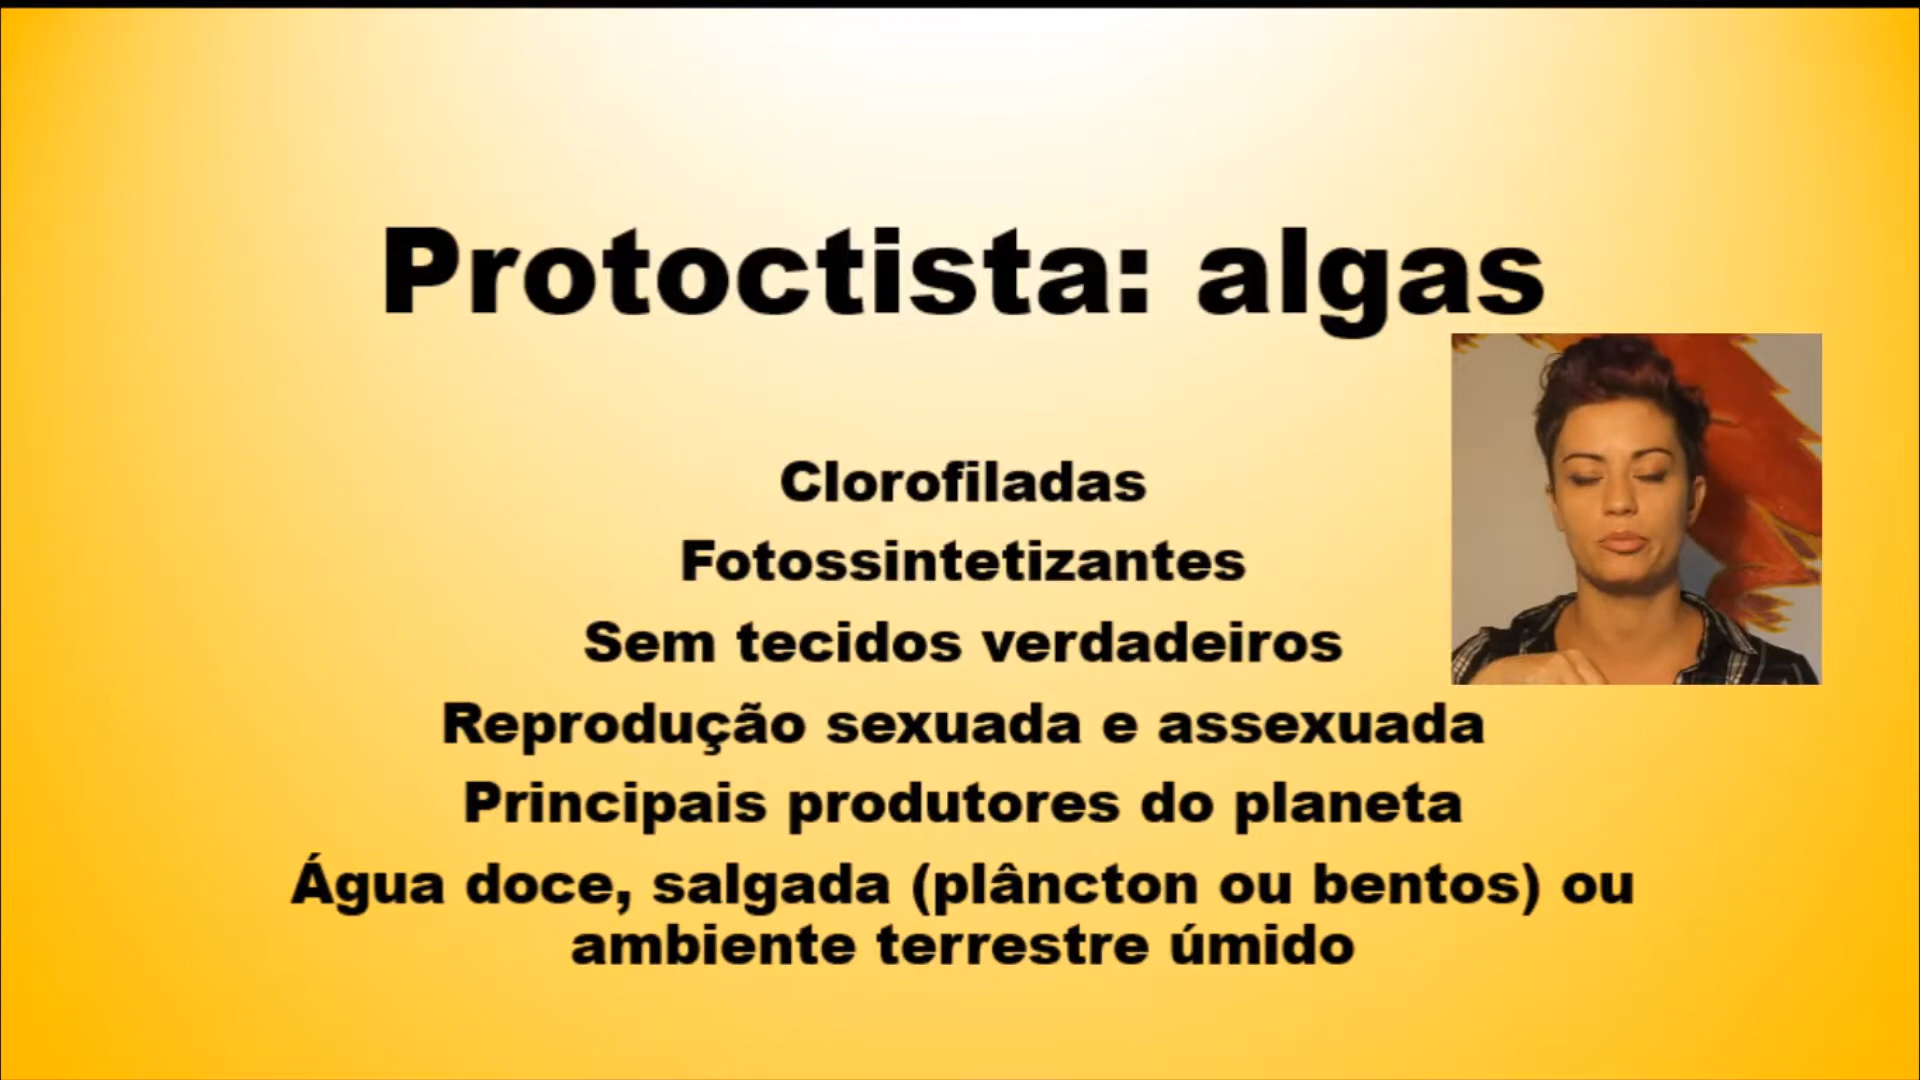 Protoctista: algas
Clorofiladas
Fotossintetizantes
Sem tecidos verdadeiros
Reprodução sexuada e assexuada
Principais produtores do planeta
Água doce, salgada (plâncton ou bentos) ou
ambiente terrestre úmido